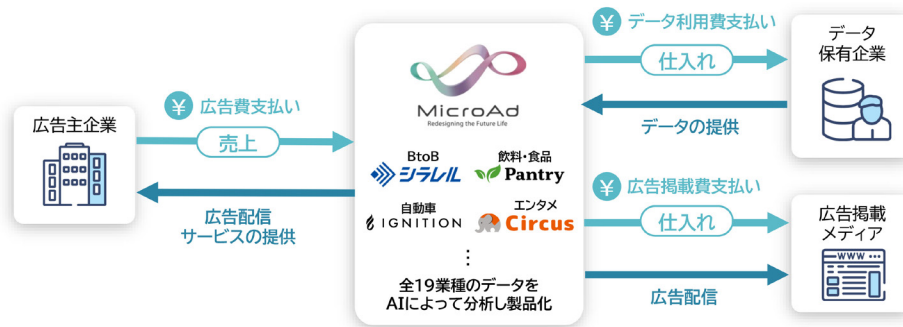 広告主企業
¥ 広告費支払い
売上
広告配信
サービスの提供
MicroAd
Redesigning the Future Life
BtoB
シラレル
飲料・食品
Pantry
自動車
IGNITION
エンタメ
Circus
⋮
全19業種のデータを
AIによって分析し製品化
¥ データ利用費支払い
仕入れ
データの提供
データ
保有企業
¥ 広告掲載費支払い
仕入れ
広告配信
広告掲載
メディア
WWW